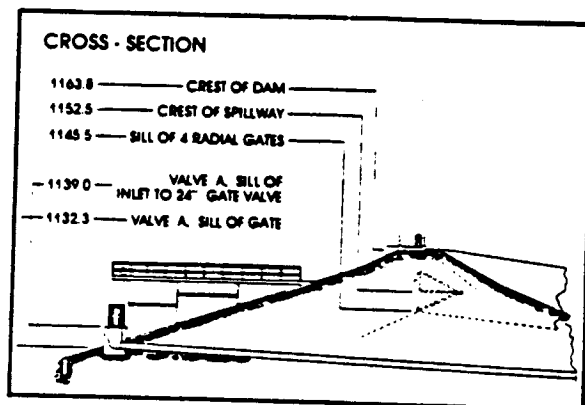 CROSS - SECTION
1163.8 CREST OF DAM
1152.5 CREST OF SPILLWAY
1145.5 SILL OF 4 RADIAL GATES
1139.0 VALVE A. SILL OF
INLET TO 24" GATE VALVE
1132.3 VALVE A. SILL OF GATE